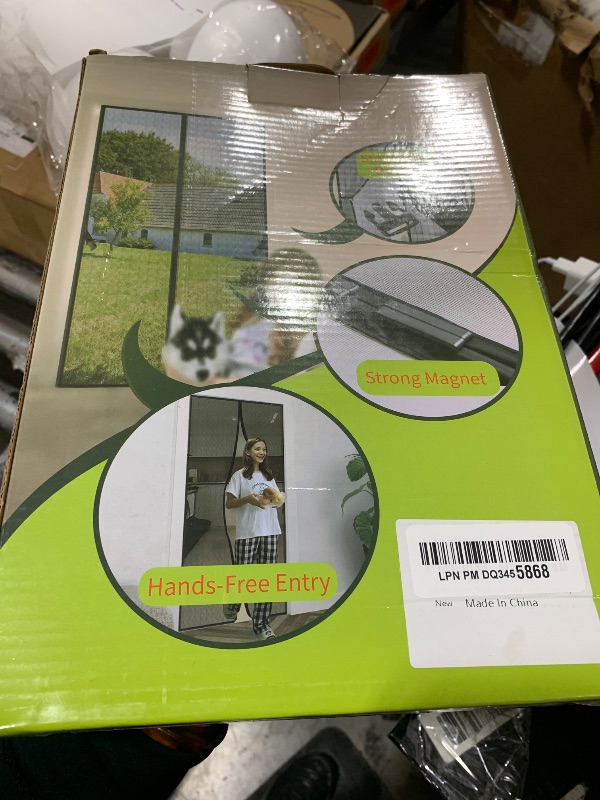 Strong Magnet
Hands-Free Entry
LPN PM DQ3455868
New Made In China